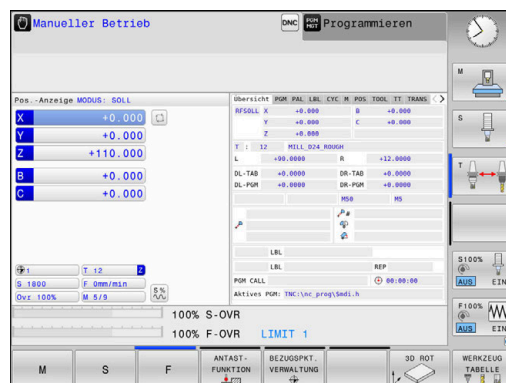 Manueller Betrieb
DNC
PGM
MGT
Programmieren
Pos.-Anzeige MODUS: SOLL
X +0.000
Y +0.000
Z +110.000
B +0.000
C +0.000
1
T 12
Z
S 1800
F 0mm/min
Ovr 100%
M 5/9
S %
Übersicht PGM PAL LBL CYC M POS TOOL TT TRANS
RFSOLL X +0.000 B +0.000
Y +0.000 C +0.000
Z +0.000
T : 12 MILL_D24_ROUGH
L +90.0000 R +12.0000
DL-TAB +0.0000 DR-TAB +0.0000
DL-PGM +0.0000 DR-PGM +0.0000
M50 M5
P
LBL
LBL REP
PGM CALL 00:00:00
Aktives PGM: TNC:\nc_prog\$mdi.h
100% S-OVR
100% F-OVR LIMIT 1
M
S
F
ANTAST-
FUNKTION
BEZUGSPKT.
VERWALTUNG
3D ROT
WERKZEUG
TABELLE
M
S
T
S100%
AUS EIN
F100%
AUS EIN